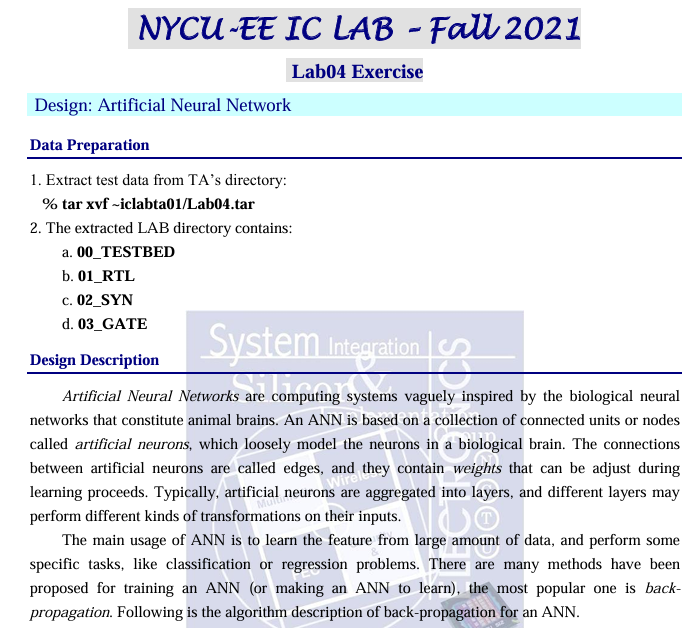 NYCU-EE IC LAB – Fall 2021
Lab04 Exercise
Design: Artificial Neural Network
Data Preparation
1. Extract test data from TA's directory:
% tar xvf ~iclabta01/Lab04.tar
2. The extracted LAB directory contains:
a. 00_TESTBED
b. 01_RTL
c. 02_SYN
d. 03_GATE
System Integration
Design Description
&
Silicon
Artificial Neural Networks are computing systems vaguely inspired by the biological neural
networks that constitute animal brains. An ANN is based on a collection of connected units or nodes
called artificial neurons, which loosely model the neurons in a biological brain. The connections
between artificial neurons are called edges, and they contain weights that can be adjust during
learning proceeds. Typically, artificial neurons are aggregated into layers, and different layers may
perform different kinds of transformations on their inputs.
The main usage of ANN is to learn the feature from large amount of data, and perform some
specific tasks, like classification or regression problems. There are many methods have been
proposed for training an ANN (or making an ANN to learn), the most popular one is back-
propagation. Following is the algorithm description of back-propagation for an ANN.